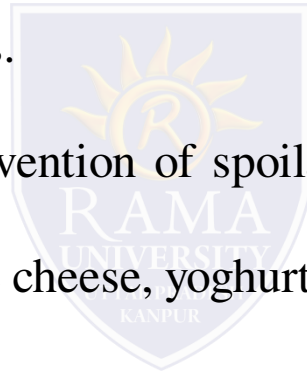 s.
vention of spoil
R
RAMA
cheese, yoghurt
UNIVERSITY
KANPUR